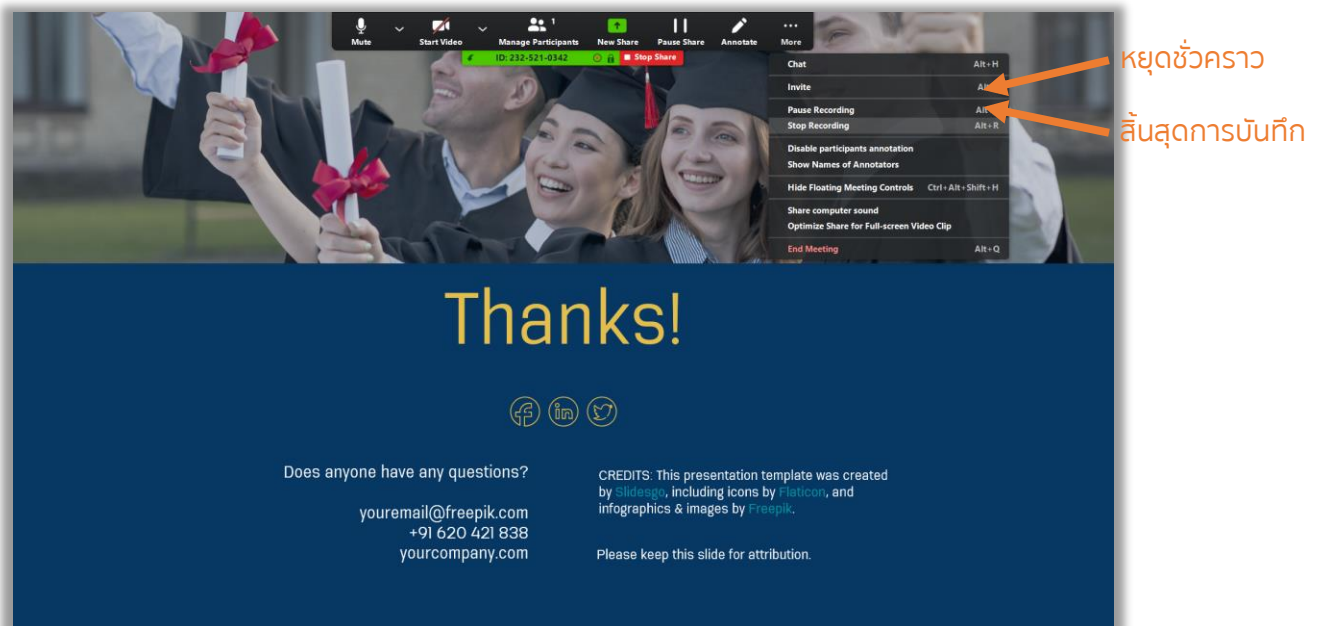 1
Mute
Start Video
Manage Participants
New Share
Pause Share
Annotate
More
ID: 232-521-0342
Stop Share
Chat Alt+H
Invite
Pause Recording
Stop Recording Alt+R
Disable participants annotation
Show Names of Annotators
Hide Floating Meeting Controls Ctrl+Alt+Shift+H
Share computer sound
Optimize Share for Full-screen Video Clip
End Meeting Alt+Q
หยุดชั่วคราว
สิ้นสุดการบันทึก
Thanks!
Does anyone have any questions?
youremail@freepik.com
+91 620 421 838
yourcompany.com
CREDITS: This presentation template was created
by Slidesgo, including icons by Flaticon, and
infographics & images by Freepik.
Please keep this slide for attribution.